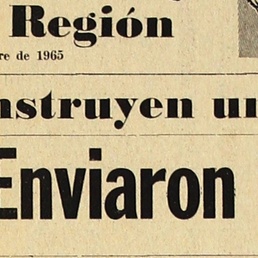 Región
re de 1965
nstruyen un
Enviaron